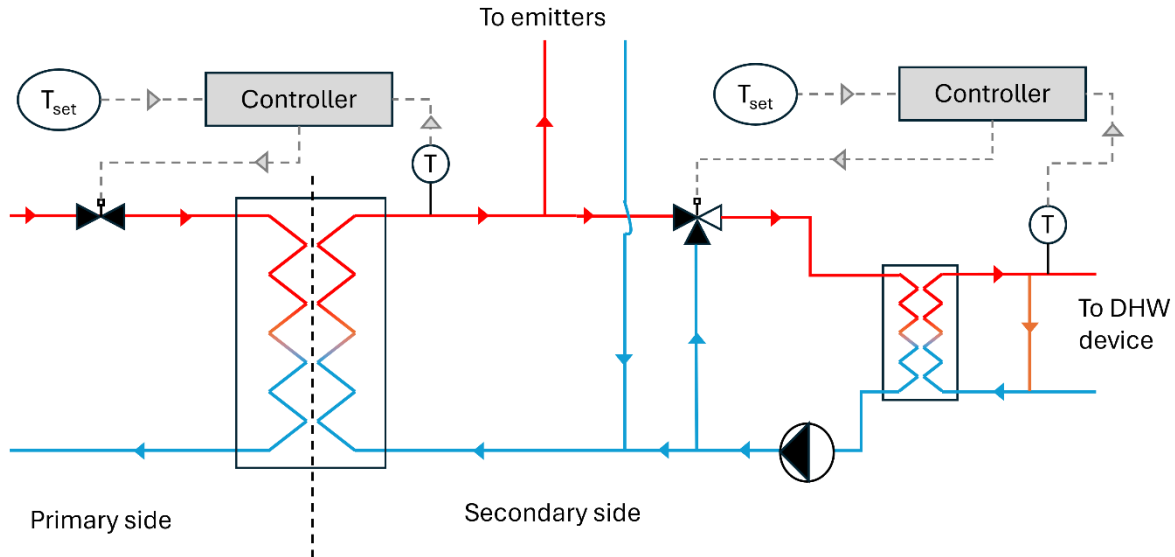 To emitters
Tset
Controller
T
Tset
Controller
T
To DHW
device
Primary side
Secondary side